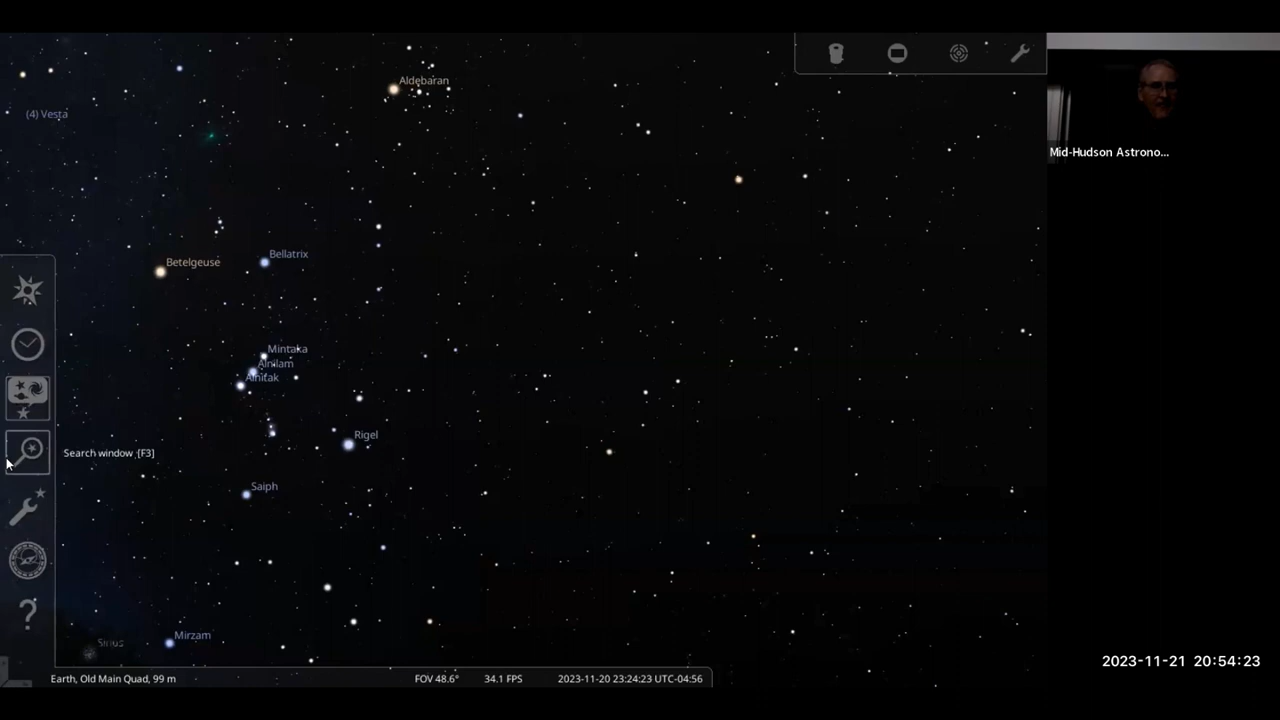 Aldebaran
(4) Vesta
Mid-Hudson Astrono...
Bellatrix
Betelgeuse
Mintaka
Alnilam
Alnitak
Rigel
Search window [F3]
Saiph
Sirius
Mirzam
2023-11-21 20:54:23
Earth, Old Main Quad, 99 m FOV 48.6° 34.1 FPS 2023-11-20 23:24:23 UTC-04:56